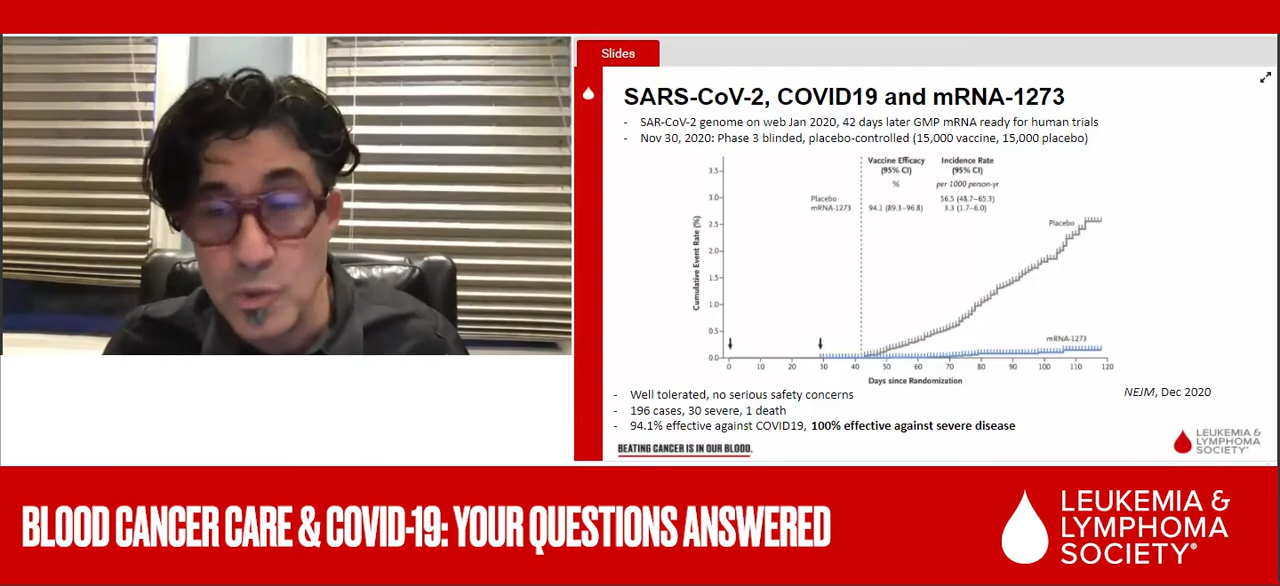 Slides
SARS-CoV-2, COVID19 and mRNA-1273
- SAR-CoV-2 genome on web Jan 2020, 42 days later GMP mRNA ready for human trials
- Nov 30, 2020: Phase 3 blinded, placebo-controlled (15,000 vaccine, 15,000 placebo)
Vaccine Efficacy Incidence Rate
(95% CI) (95% CI)
% per 1000 person-yr
Placebo 56.5 (48.7–65.3)
mRNA-1273 94.1 (89.3–96.8) 3.3 (1.7–6.0)
Cumulative Event Rate (%)
3.5
3.0
2.5
2.0
1.5
1.0
0.5
0.0
Placebo
mRNA-1273
0 10 20 30 40 50 60 70 80 90 100 110 120
Days since Randomization
NEJM, Dec 2020
- Well tolerated, no serious safety concerns
- 196 cases, 30 severe, 1 death
- 94.1% effective against COVID19, 100% effective against severe disease
BEATING CANCER IS IN OUR BLOOD.
LEUKEMIA &
LYMPHOMA
SOCIETY®
BLOOD CANCER CARE & COVID-19: YOUR QUESTIONS ANSWERED
LEUKEMIA &
LYMPHOMA
SOCIETY®